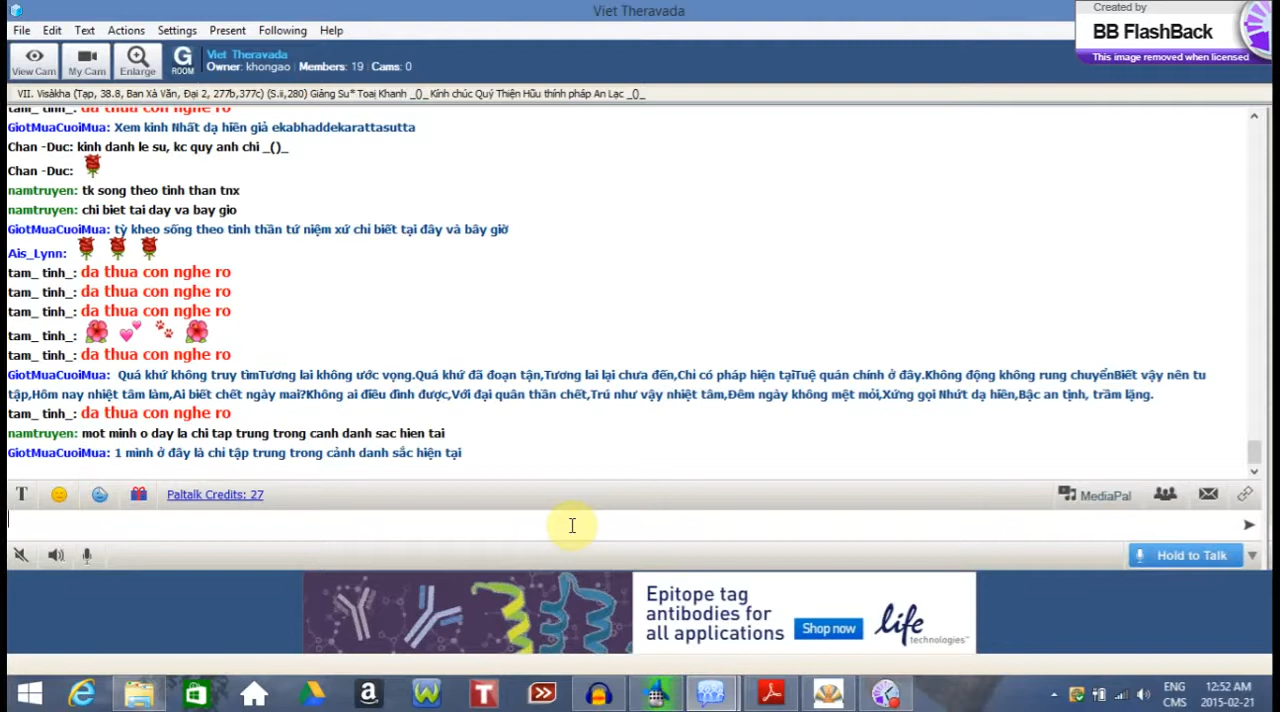 Viet Theravada
Created by
BB FlashBack
This image removed when licensed
File Edit Text Actions Settings Present Following Help
View Cam My Cam Enlarge G ROOM
Viet Theravada
Owner: khongao Members: 19 Cams: 0
VII. Visàkha (Tạp, 38.8, Ban Xà Văn, Đại 2, 277b,377c) (S.ii,280) Giảng Sư* Toại Khanh _()_ Kính chúc Quý Thiện Hữu thính pháp An Lạc _()_
tam_ tinh_: da thua con nghe ro
GiotMuaCuoiMua: Xem kinh Nhất dạ hiền giả ekabhaddekarattasutta
Chan -Duc: kinh danh le su, kc quy anh chi _()_
Chan -Duc:
namtruyen: tk song theo tinh than tnx
namtruyen: chi biet tai day va bay gio
GiotMuaCuoiMua: tỳ kheo sống theo tinh thần tứ niệm xứ chỉ biết tại đây và bây giờ
Ais_Lynn:
tam_ tinh_: da thua con nghe ro
tam_ tinh_: da thua con nghe ro
tam_ tinh_: da thua con nghe ro
tam_ tinh_:
tam_ tinh_: da thua con nghe ro
GiotMuaCuoiMua: Quá khứ không truy tìmTương lai không ước vọng.Quá khứ đã đoạn tận,Tương lai lại chưa đến,Chỉ có pháp hiện tạiTuệ quán chính ở đây.Không động không rung chuyểnBiết vậy nên tu
tập,Hôm nay nhiệt tâm làm,Ai biết chết ngày mai?Không ai điều đình được,Với đại quân thần chết,Trú như vậy nhiệt tâm,Đêm ngày không mệt mỏi,Xứng gọi Nhứt dạ hiền,Bậc an tịnh, trầm lặng.
tam_ tinh_: da thua con nghe ro
namtruyen: mot minh o day la chi tap trung trong canh danh sac hien tai
GiotMuaCuoiMua: 1 mình ở đây là chỉ tập trung trong cảnh danh sắc hiện tại
T Paltalk Credits: 27 MediaPal
Hold to Talk
Epitope tag
antibodies for
all applications
Shop now
life
technologies™
ENG 12:52 AM
CMS 2015-02-21